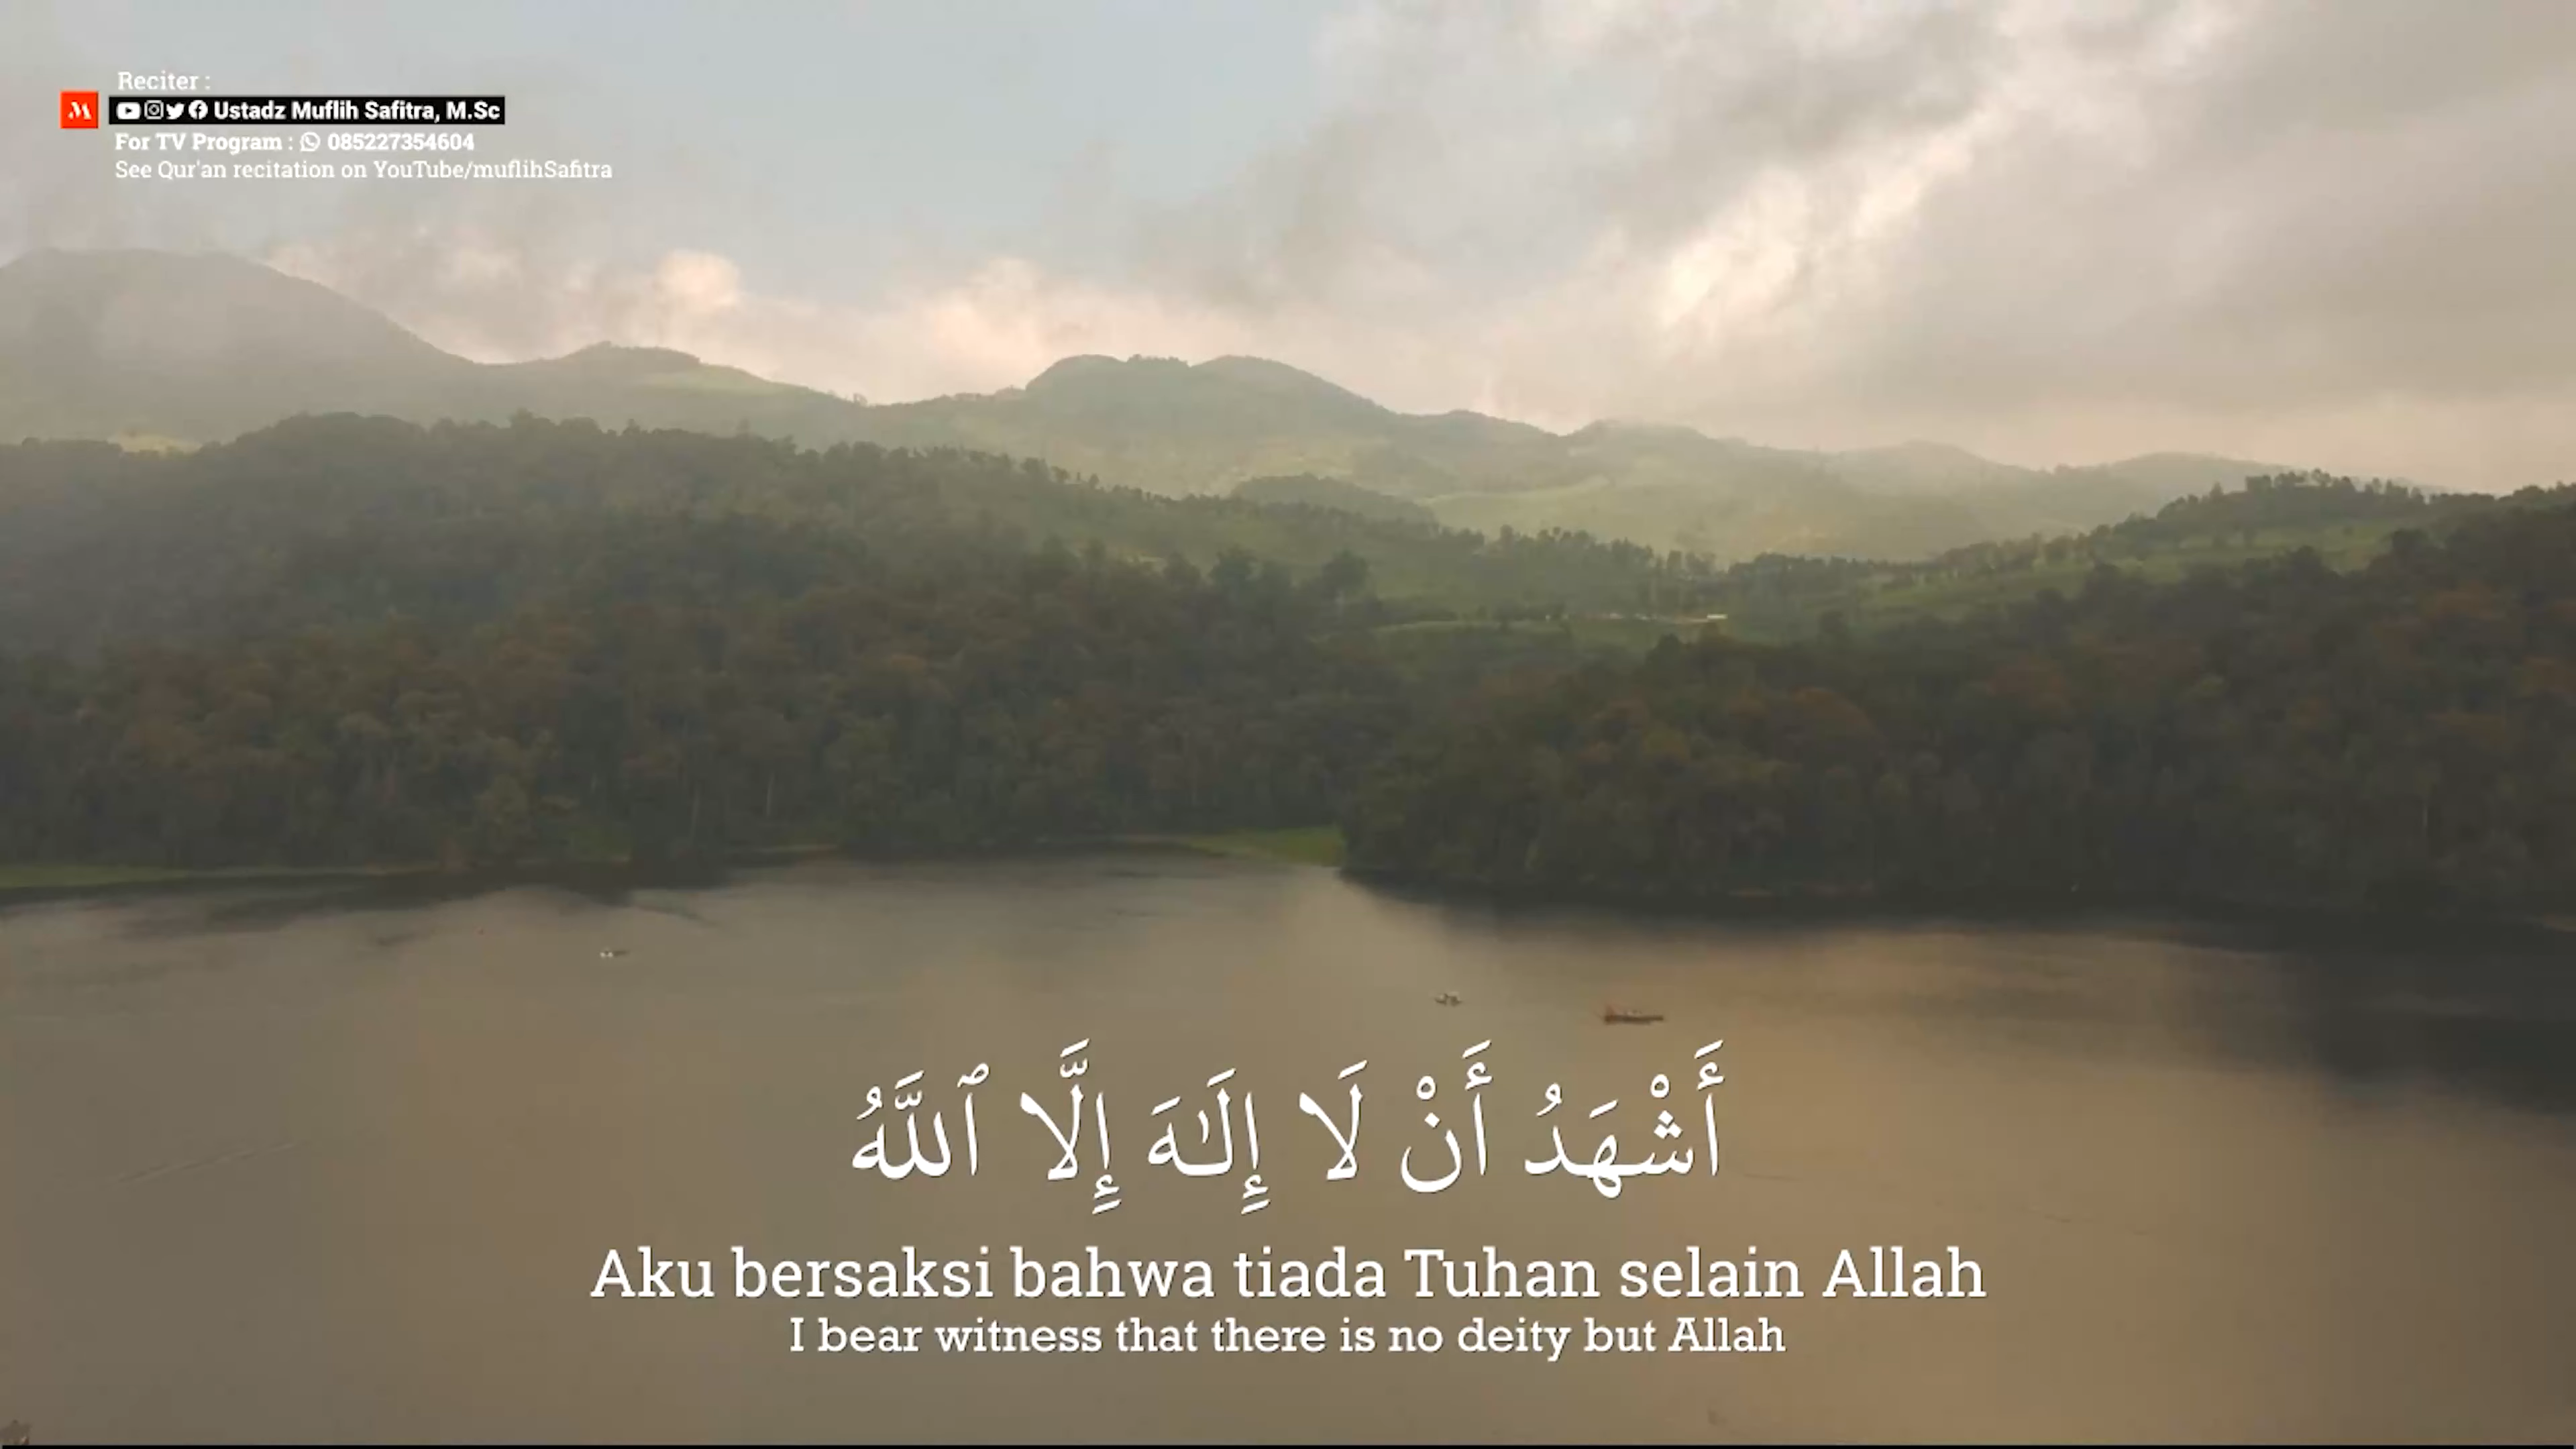 Reciter :
Ustadz Muflih Safitra, M.Sc
For TV Program : 085227354604
See Qur'an recitation on YouTube/muflihSafitra
أَشْهَدُ أَنْ لَا إِلَـٰهَ إِلَّا ٱللَّهُ
Aku bersaksi bahwa tiada Tuhan selain Allah
I bear witness that there is no deity but Allah